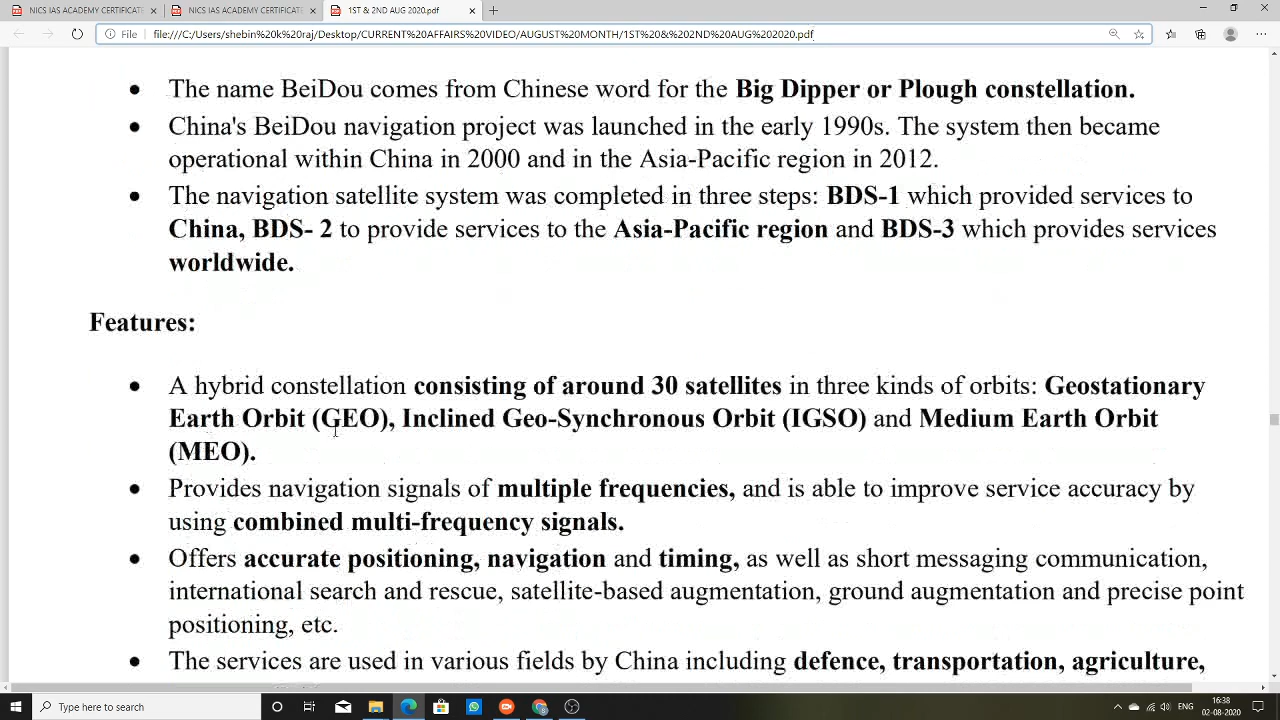 NICS IAS ACADEMY CERTIFICATE
NICS IAS ACADEMY CERTIFICATE
1ST & 2ND AUG 2020.pdf
File
file:///C:/Users/shebin%20k%20raj/Desktop/CURRENT%20AFFAIRS%20VIDEO/AUGUST%20MONTH/1ST%20&%202ND%20AUG%202020.pdf
• The name BeiDou comes from Chinese word for the Big Dipper or Plough constellation.
• China's BeiDou navigation project was launched in the early 1990s. The system then became
operational within China in 2000 and in the Asia-Pacific region in 2012.
• The navigation satellite system was completed in three steps: BDS-1 which provided services to
China, BDS- 2 to provide services to the Asia-Pacific region and BDS-3 which provides services
worldwide.
Features:
• A hybrid constellation consisting of around 30 satellites in three kinds of orbits: Geostationary
Earth Orbit (GEO), Inclined Geo-Synchronous Orbit (IGSO) and Medium Earth Orbit
(MEO).
• Provides navigation signals of multiple frequencies, and is able to improve service accuracy by
using combined multi-frequency signals.
• Offers accurate positioning, navigation and timing, as well as short messaging communication,
international search and rescue, satellite-based augmentation, ground augmentation and precise point
positioning, etc.
• The services are used in various fields by China including defence, transportation, agriculture,
Type here to search
ENG
16:38
02-08-2020